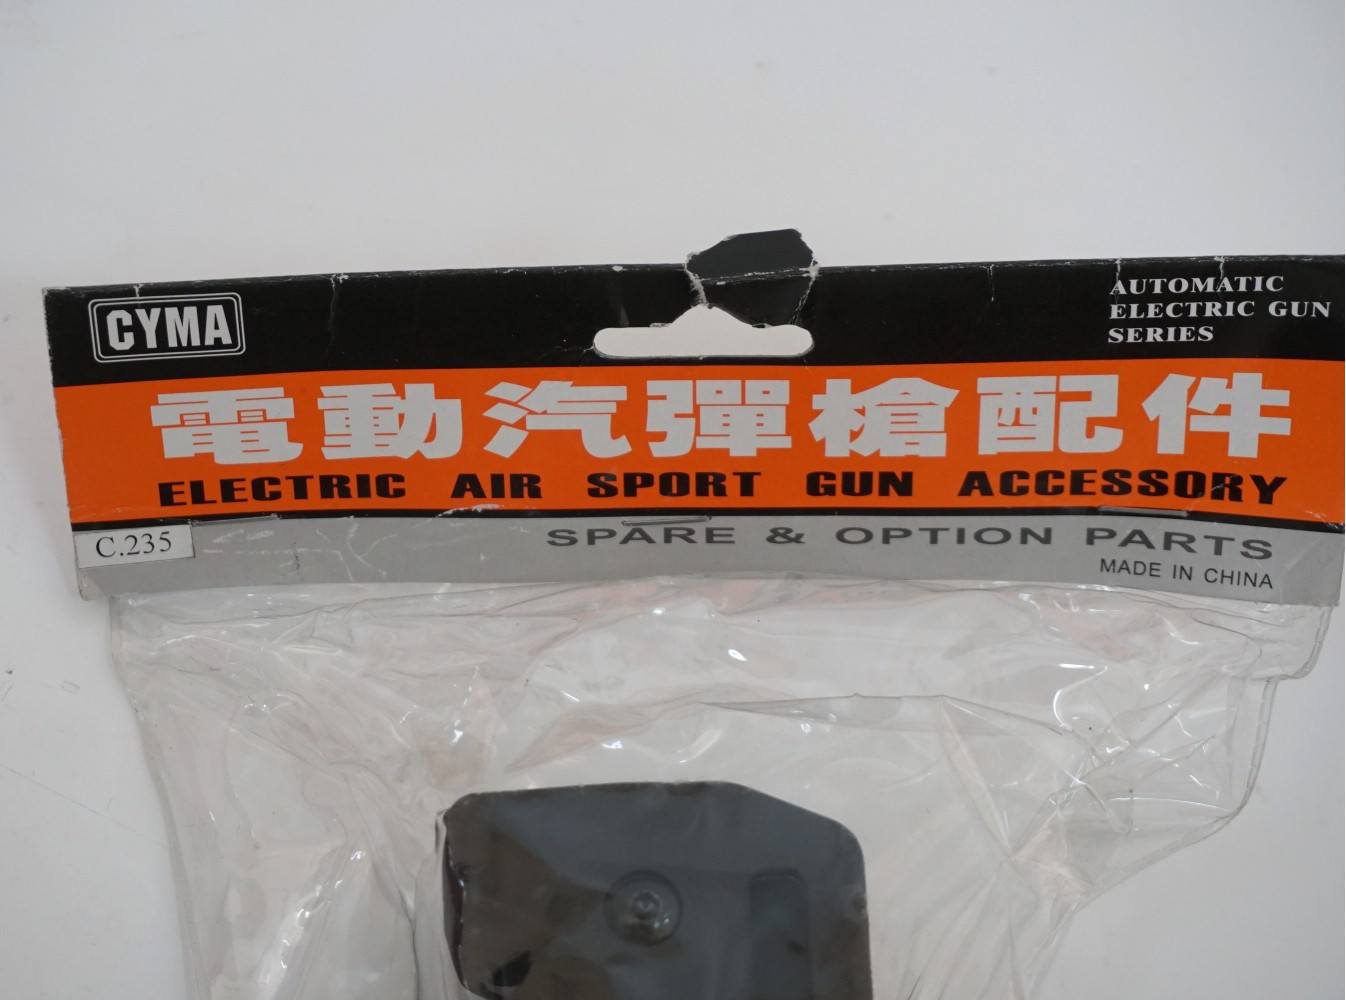 CYMA
AUTOMATIC
ELECTRIC GUN
SERIES
電動汽彈槍配件
ELECTRIC AIR SPORT GUN ACCESSORY
C.235
SPARE & OPTION PARTS
MADE IN CHINA